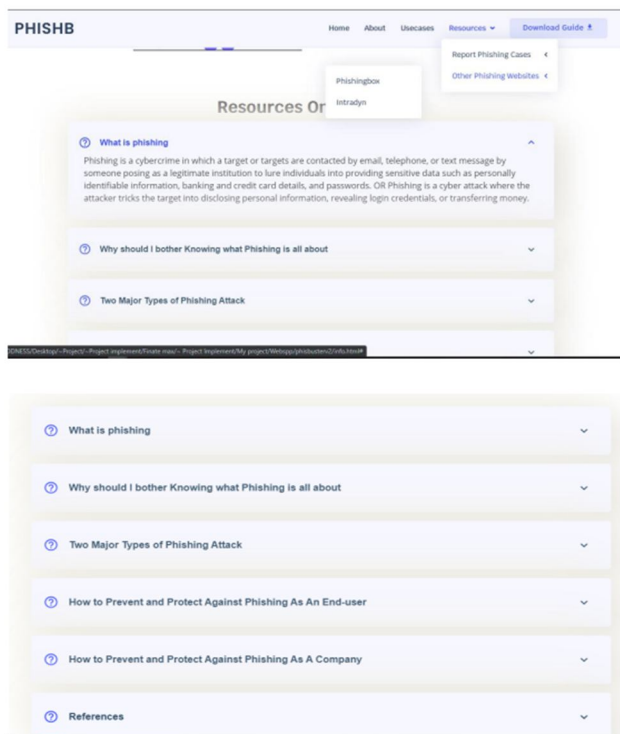 PHISHB
Home About Usecases Resources Download Guide
Report Phishing Cases
Other Phishing Websites
Phishingbox
Intradyn
Resources Or
What is phishing
Phishing is a cybercrime in which a target or targets are contacted by email, telephone, or text message by
someone posing as a legitimate institution to lure individuals into providing sensitive data such as personally
identifiable information, banking and credit card details, and passwords. OR Phishing is a cyber attack where the
attacker tricks the target into disclosing personal information, revealing login credentials, or transferring money.
Why should I bother Knowing what Phishing is all about
Two Major Types of Phishing Attack
What is phishing
Why should I bother Knowing what Phishing is all about
Two Major Types of Phishing Attack
How to Prevent and Protect Against Phishing As An End-user
How to Prevent and Protect Against Phishing As A Company
References